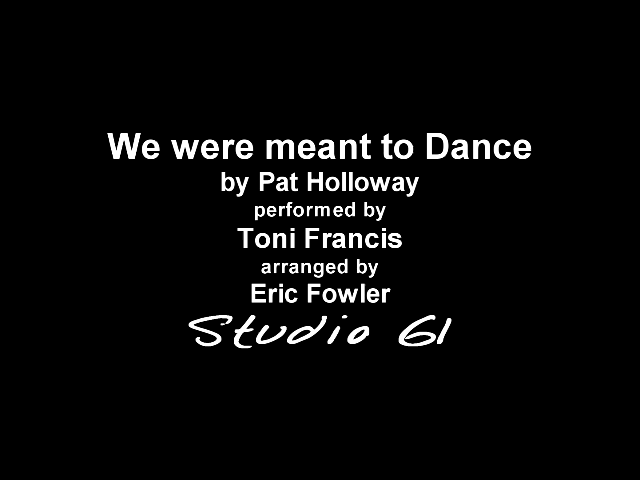 We were meant to Dance
by Pat Holloway
performed by
Toni Francis
arranged by
Eric Fowler
Studio 61